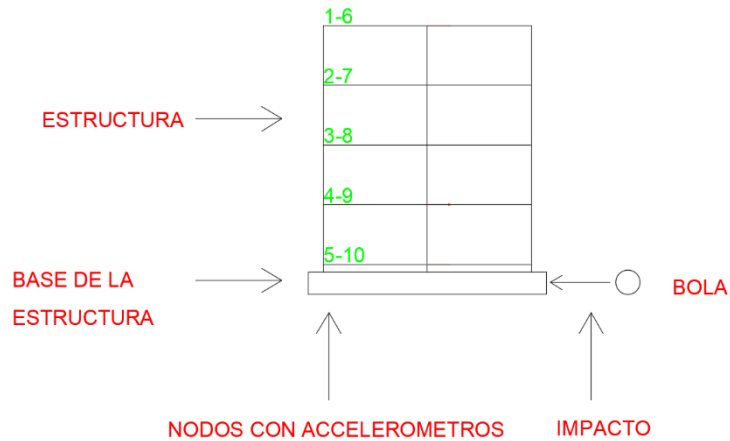 1-6
2-7
ESTRUCTURA
3-8
4-9
5-10
BASE DE LA
ESTRUCTURA
BOLA
NODOS CON ACCELEROMETROS
IMPACTO